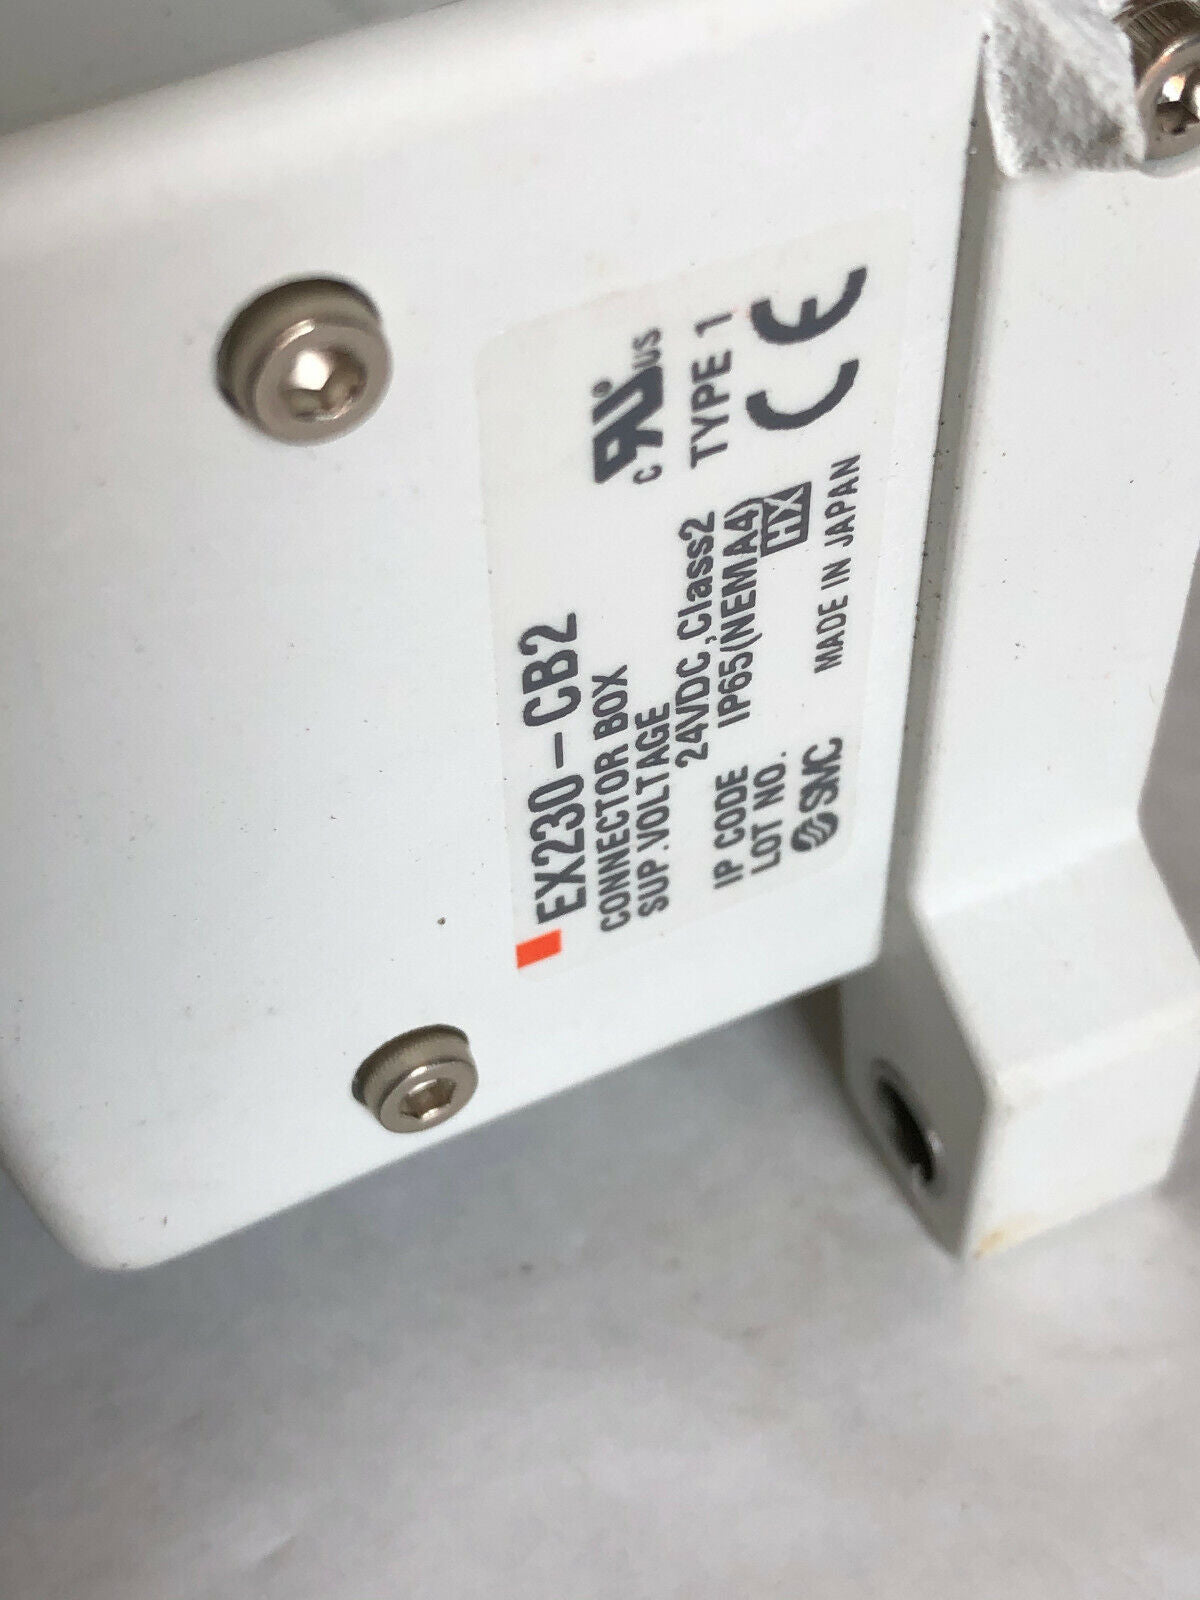 EX230-CB2
CONNECTOR BOX
SUP.VOLTAGE
24VDC,Class2
IP CODE IP65(NEMA4)
LOT NO. HX
SMC MADE IN JAPAN
c RU US
TYPE 1
CE